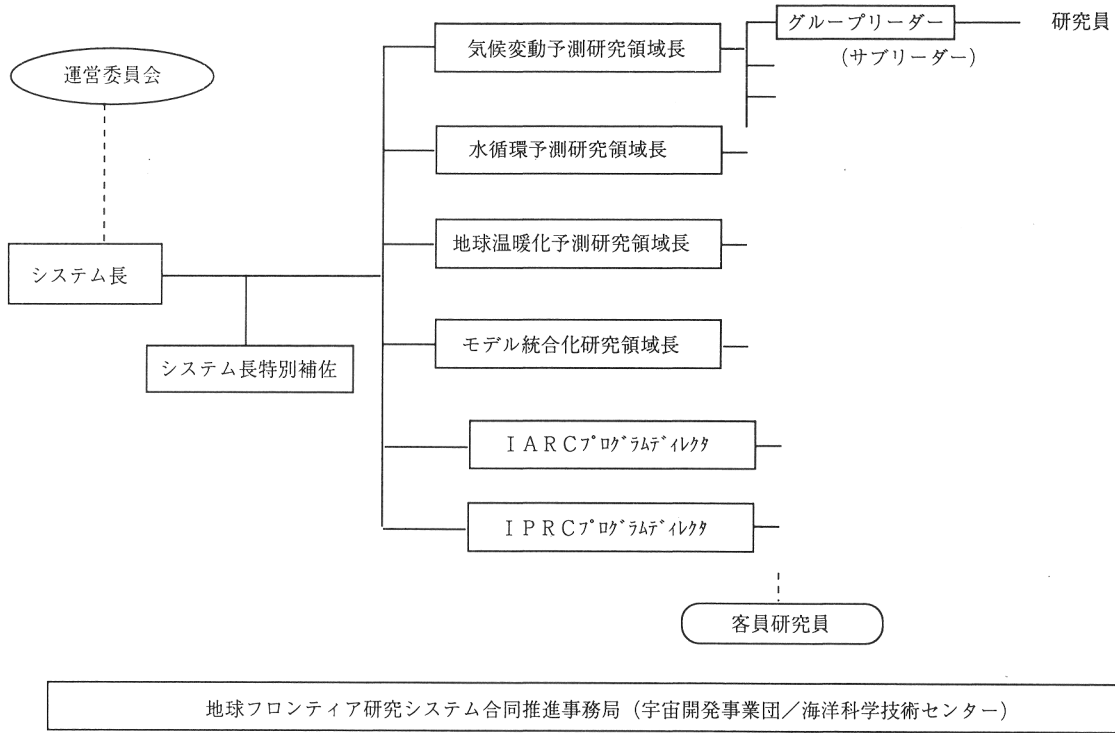 グループリーダー
研究員
気候変動予測研究領域長
(サブリーダー)
運営委員会
水循環予測研究領域長
地球温暖化予測研究領域長
システム長
モデル統合化研究領域長
システム長特別補佐
ＩＡＲＣﾌﾟﾛｸﾞﾗﾑﾃﾞｨﾚｸﾀ
ＩＰＲＣﾌﾟﾛｸﾞﾗﾑﾃﾞｨﾚｸﾀ
客員研究員
地球フロンティア研究システム合同推進事務局（宇宙開発事業団／海洋科学技術センター）